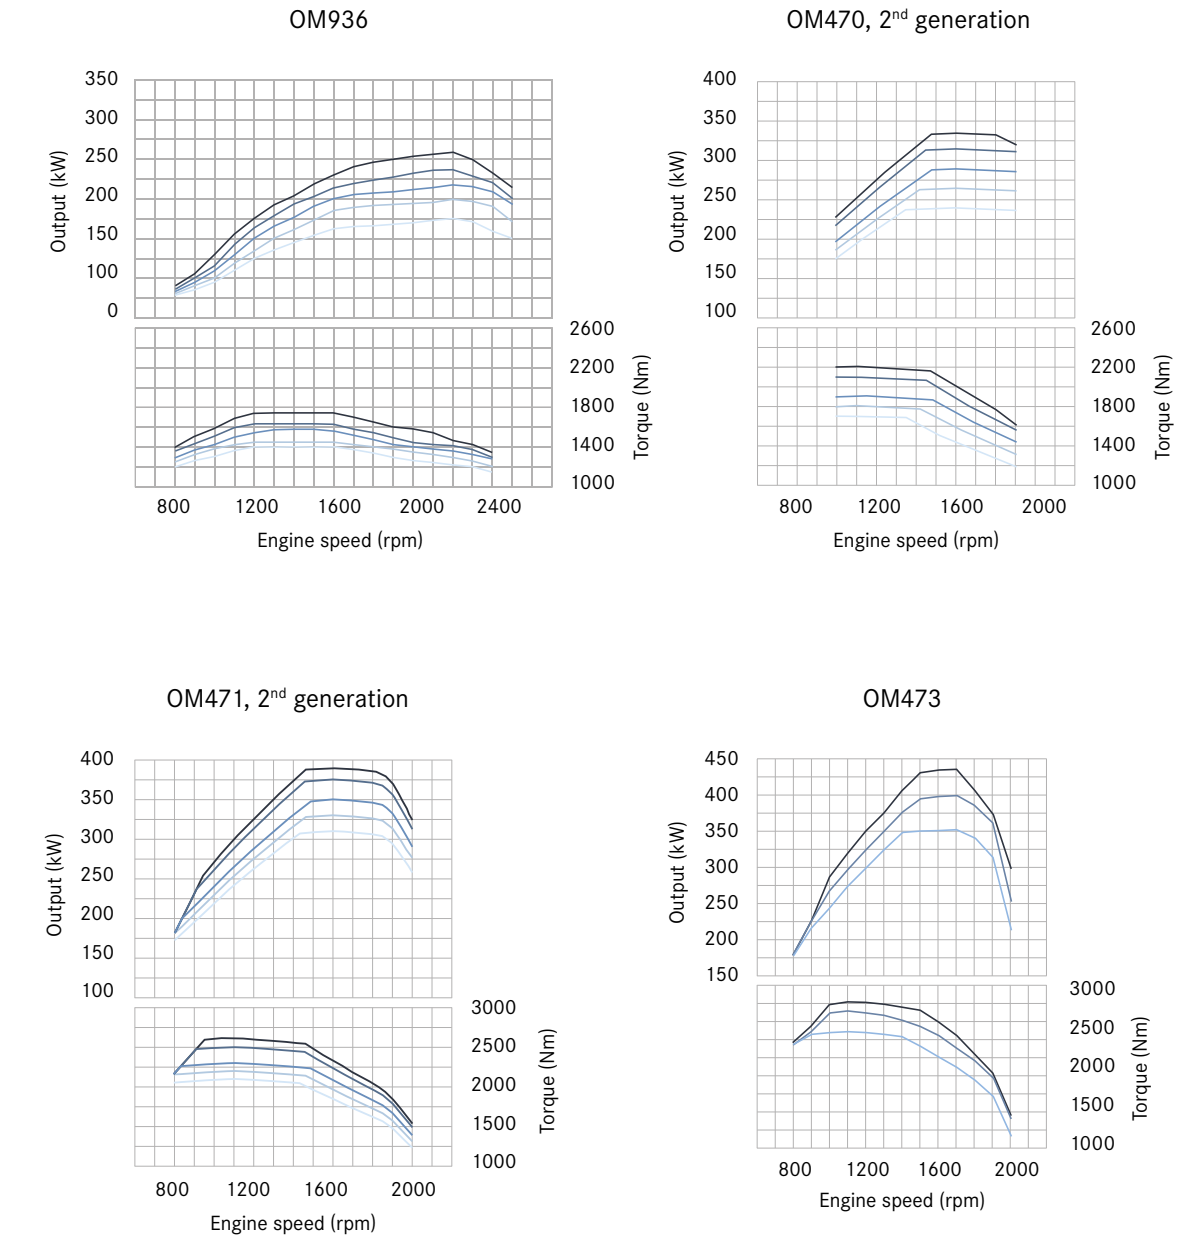 OM936
350
300
250
200
150
100
0
Output (kW)
2600
2200
1800
1400
1000
Torque (Nm)
800 1200 1600 2000 2400
Engine speed (rpm)
OM470, 2nd generation
400
350
300
250
200
150
100
Output (kW)
2600
2200
1800
1400
1000
Torque (Nm)
800 1200 1600 2000
Engine speed (rpm)
OM471, 2nd generation
400
350
300
250
200
150
100
Output (kW)
3000
2500
2000
1500
1000
Torque (Nm)
800 1200 1600 2000
Engine speed (rpm)
OM473
450
400
350
300
250
200
150
Output (kW)
3000
2500
2000
1500
1000
Torque (Nm)
800 1200 1600 2000
Engine speed (rpm)